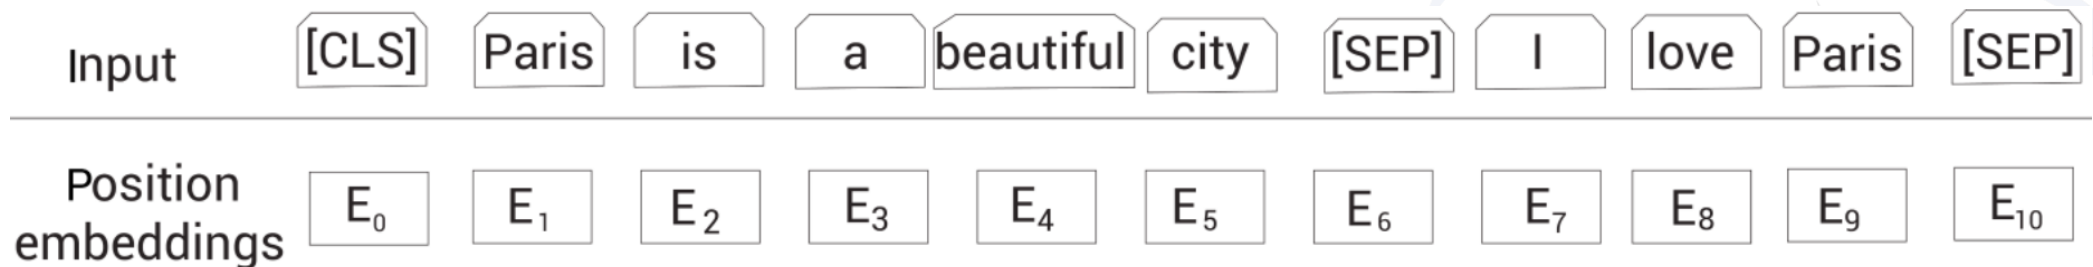 Input [CLS] Paris is a beautiful city [SEP] I love Paris [SEP]
Position embeddings E₀ E₁ E₂ E₃ E₄ E₅ E₆ E₇ E₈ E₉ E₁₀